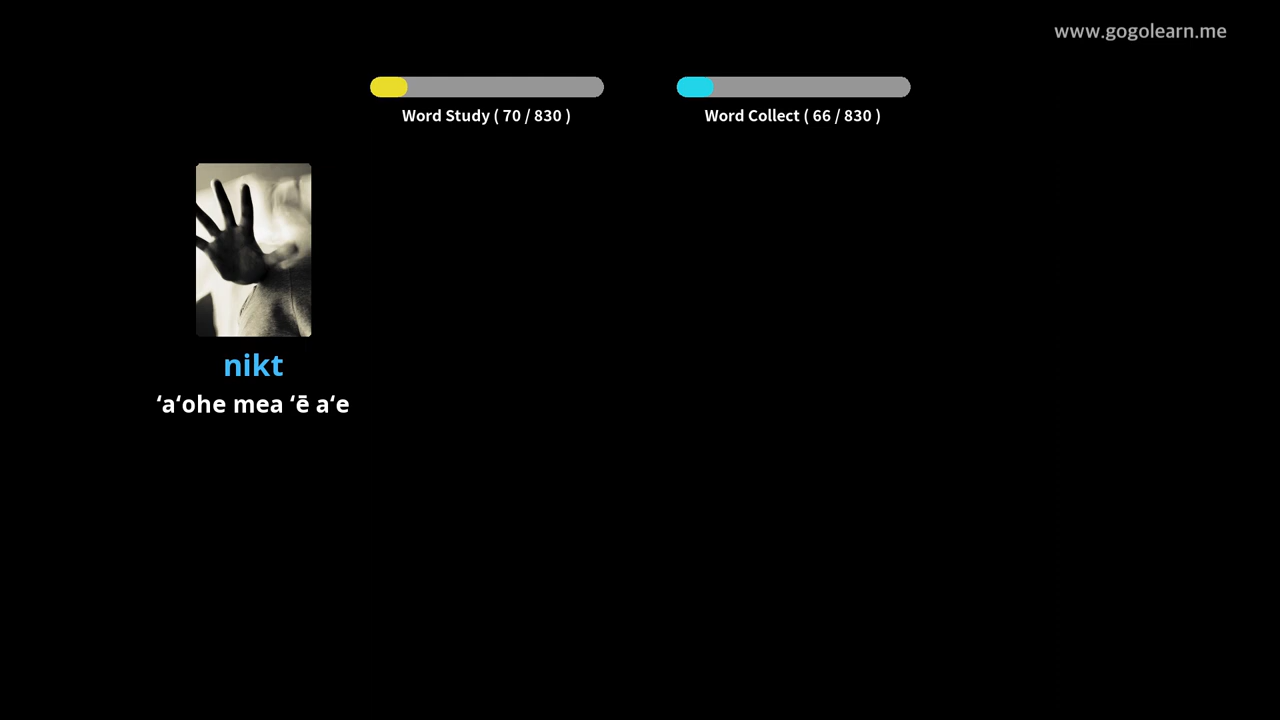 www.gogolearn.me
Word Study ( 70 / 830 )
Word Collect ( 66 / 830 )
nikt
ʻaʻohe mea ʻē aʻe